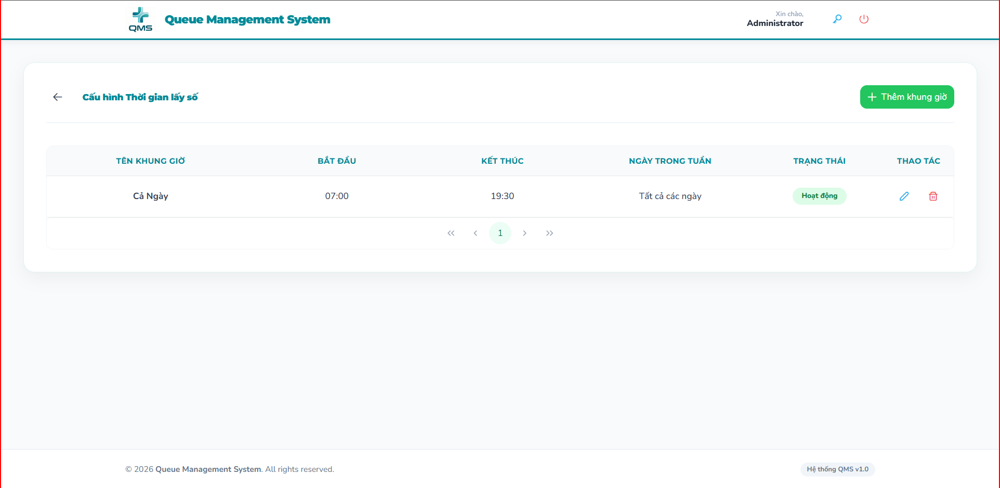 QMS
Queue Management System
Xin chào,
Administrator
Cấu hình Thời gian lấy số
Thêm khung giờ
TÊN KHUNG GIỜ BẮT ĐẦU KẾT THÚC NGÀY TRONG TUẦN TRẠNG THÁI THAO TÁC
Cả Ngày 07:00 19:30 Tất cả các ngày Hoạt động
1
© 2026 Queue Management System. All rights reserved.
Hệ thống QMS v1.0